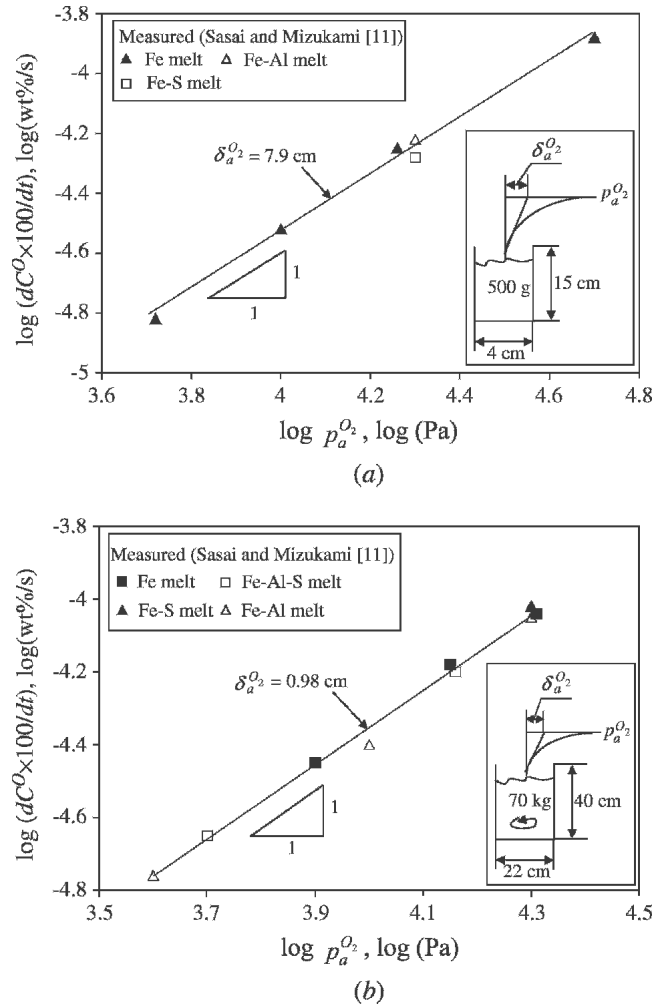 -3.8
-4
-4.2
-4.4
-4.6
-4.8
-5
log (dC^O×100/dt), log(wt%/s)
Measured (Sasai and Mizukami [11])
▲ Fe melt △ Fe-Al melt
□ Fe-S melt
δ_a^{O_2} = 7.9 cm
1
1
δ_a^{O_2}
p_a^{O_2}
500 g
15 cm
4 cm
3.6 3.8 4 4.2 4.4 4.6 4.8
log p_a^{O_2}, log (Pa)
(a)
-3.8
-4
-4.2
-4.4
-4.6
-4.8
log (dC^O×100/dt), log(wt%/s)
Measured (Sasai and Mizukami [11])
■ Fe melt □ Fe-Al-S melt
▲ Fe-S melt △ Fe-Al melt
δ_a^{O_2} = 0.98 cm
1
1
δ_a^{O_2}
p_a^{O_2}
70 kg
40 cm
22 cm
3.5 3.7 3.9 4.1 4.3 4.5
log p_a^{O_2}, log (Pa)
(b)